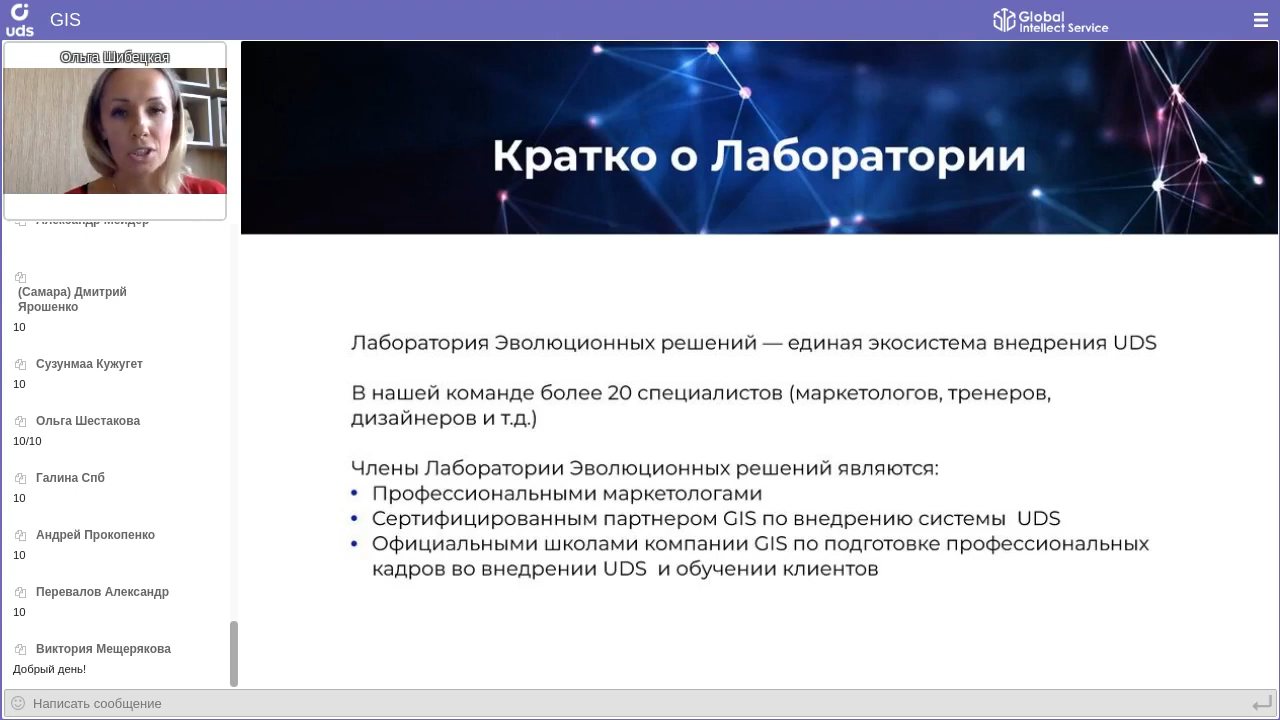 uds
GIS
Global
Intellect Service
Ольга Шибецкая
Александр Мейдер
(Самара) Дмитрий
Ярошенко
10
Сузунмаа Кужугет
10
Ольга Шестакова
10/10
Галина Спб
10
Андрей Прокопенко
10
Перевалов Александр
10
Виктория Мещерякова
Добрый день!
Написать сообщение
Кратко о Лаборатории
Лаборатория Эволюционных решений — единая экосистема внедрения UDS
В нашей команде более 20 специалистов (маркетологов, тренеров,
дизайнеров и т.д.)
Члены Лаборатории Эволюционных решений являются:
• Профессиональными маркетологами
• Сертифицированным партнером GIS по внедрению системы UDS
• Официальными школами компании GIS по подготовке профессиональных
кадров во внедрении UDS и обучении клиентов